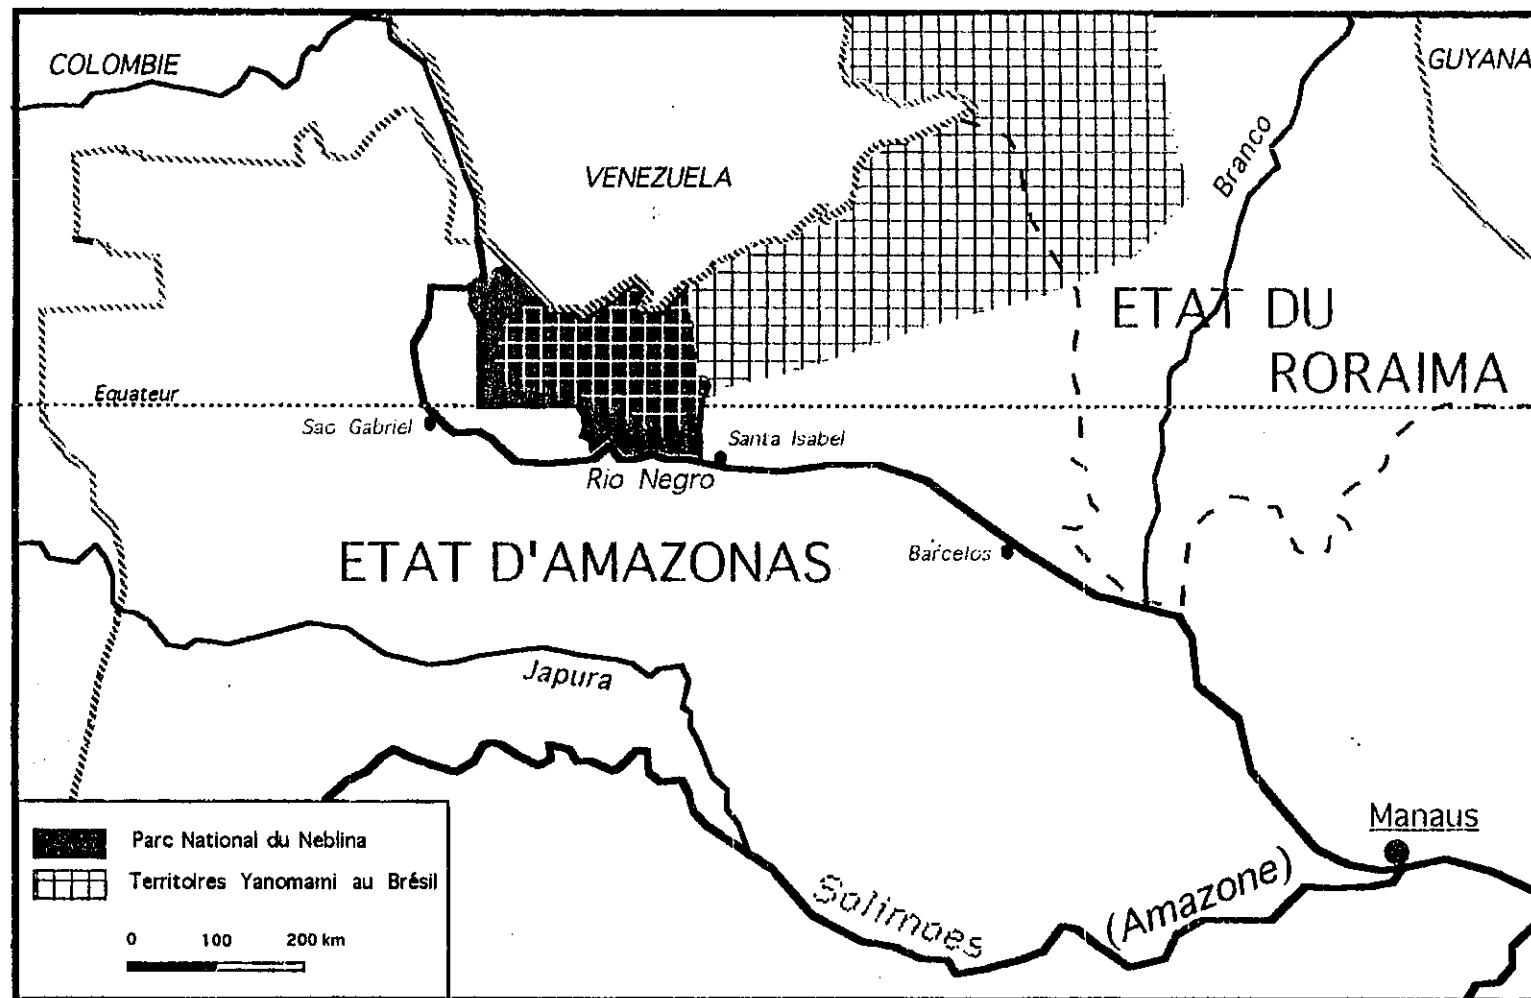 COLOMBIE
GUYANA
VENEZUELA
Branco
ETAT DU
RORAIMA
Equateur
Sao Gabriel
Santa Isabel
Rio Negro
ETAT D'AMAZONAS
Barcelos
Japura
Manaus
Parc National du Neblina
Territoires Yanomami au Brésil
Solimoes
(Amazone)
0 100 200 km